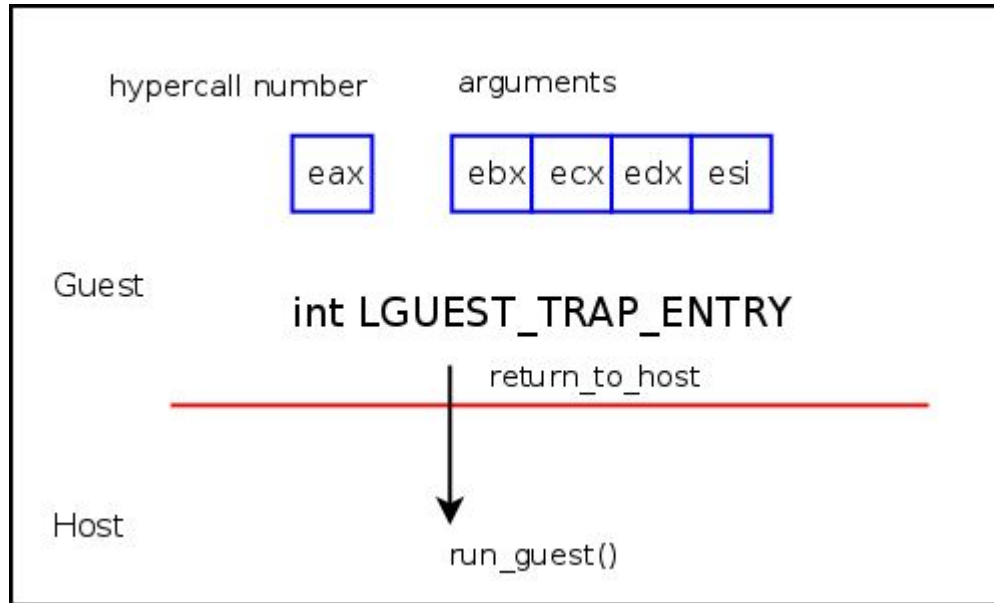 hypercall number arguments
eax ebx ecx edx esi
Guest
int LGUEST_TRAP_ENTRY
return_to_host
Host
run_guest()